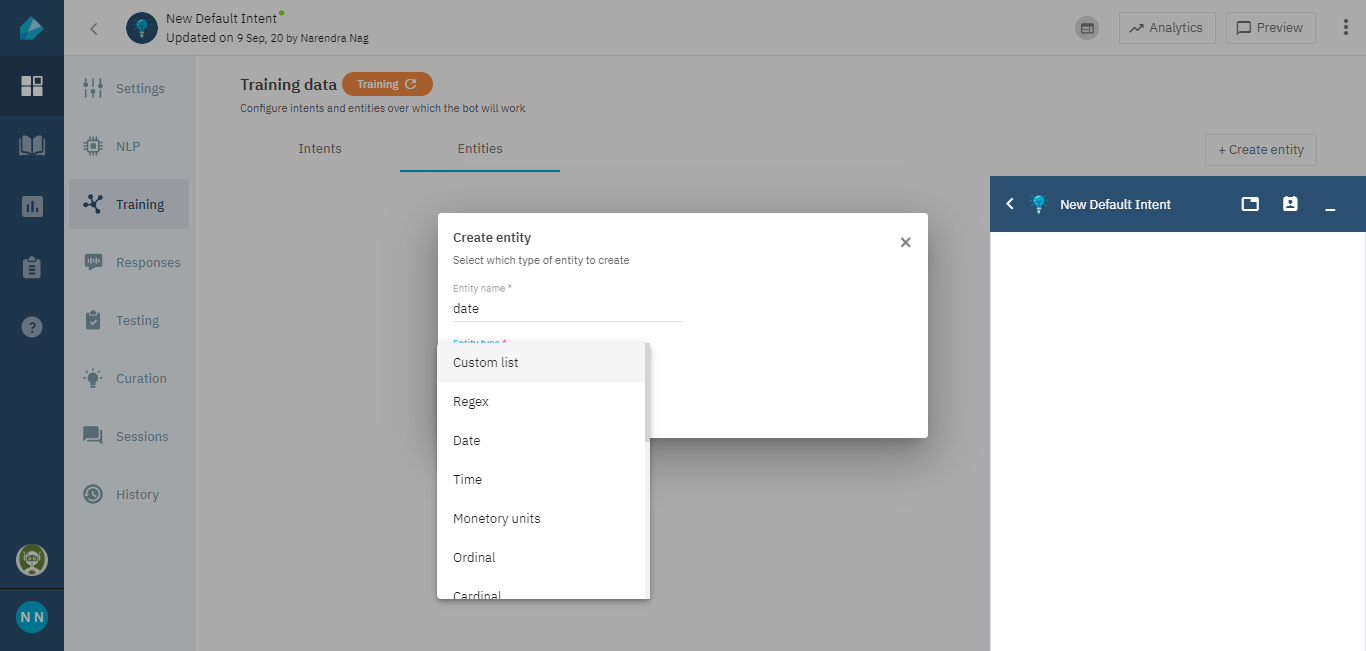 New Default Intent
Updated on 9 Sep, 20 by Narendra Nag
Analytics
Preview
Settings
NLP
Training
Responses
Testing
Curation
Sessions
History
Training data
Training
Configure intents and entities over which the bot will work
Intents
Entities
+ Create entity
New Default Intent
Create entity
Select which type of entity to create
Entity name *
date
Entity type *
Custom list
Regex
Date
Time
Monetory units
Ordinal
Cardinal
?
N N